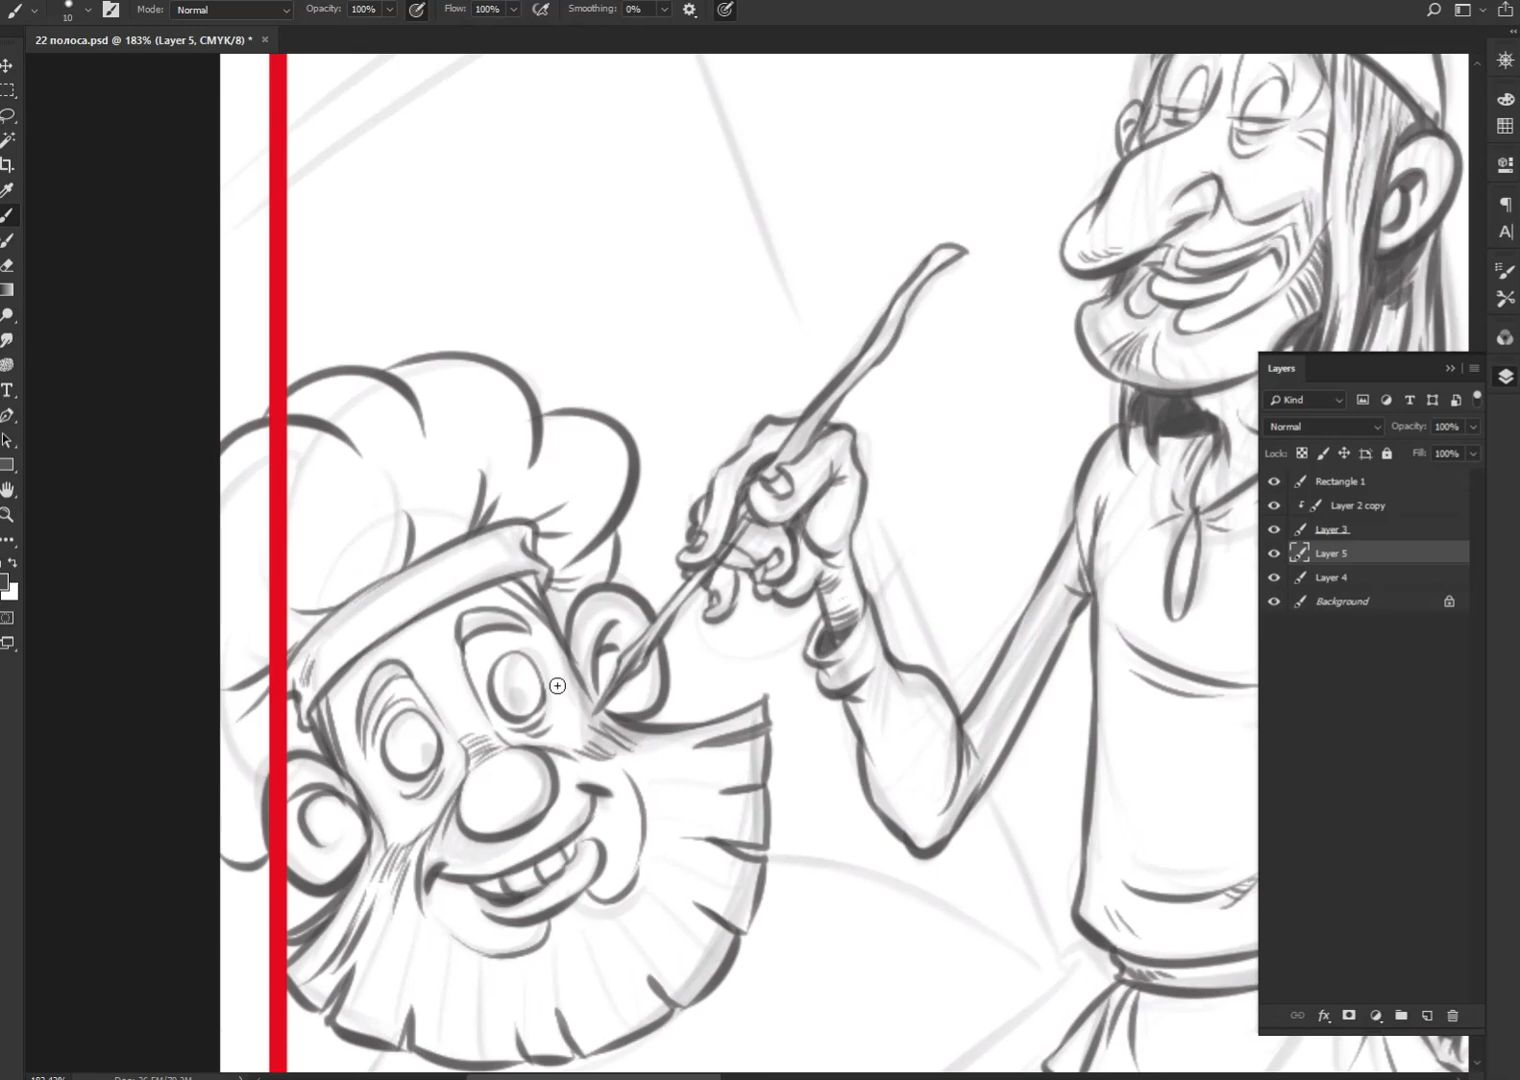 10
Mode: Normal
Opacity: 100%
Flow: 100%
Smoothing: 0%
22 полоса.psd @ 183% (Layer 5, CMYK/8) *
Layers
Kind
Normal
Opacity: 100%
Lock:
Fill: 100%
Rectangle 1
Layer 2 copy
Layer 3
Layer 5
Layer 4
Background